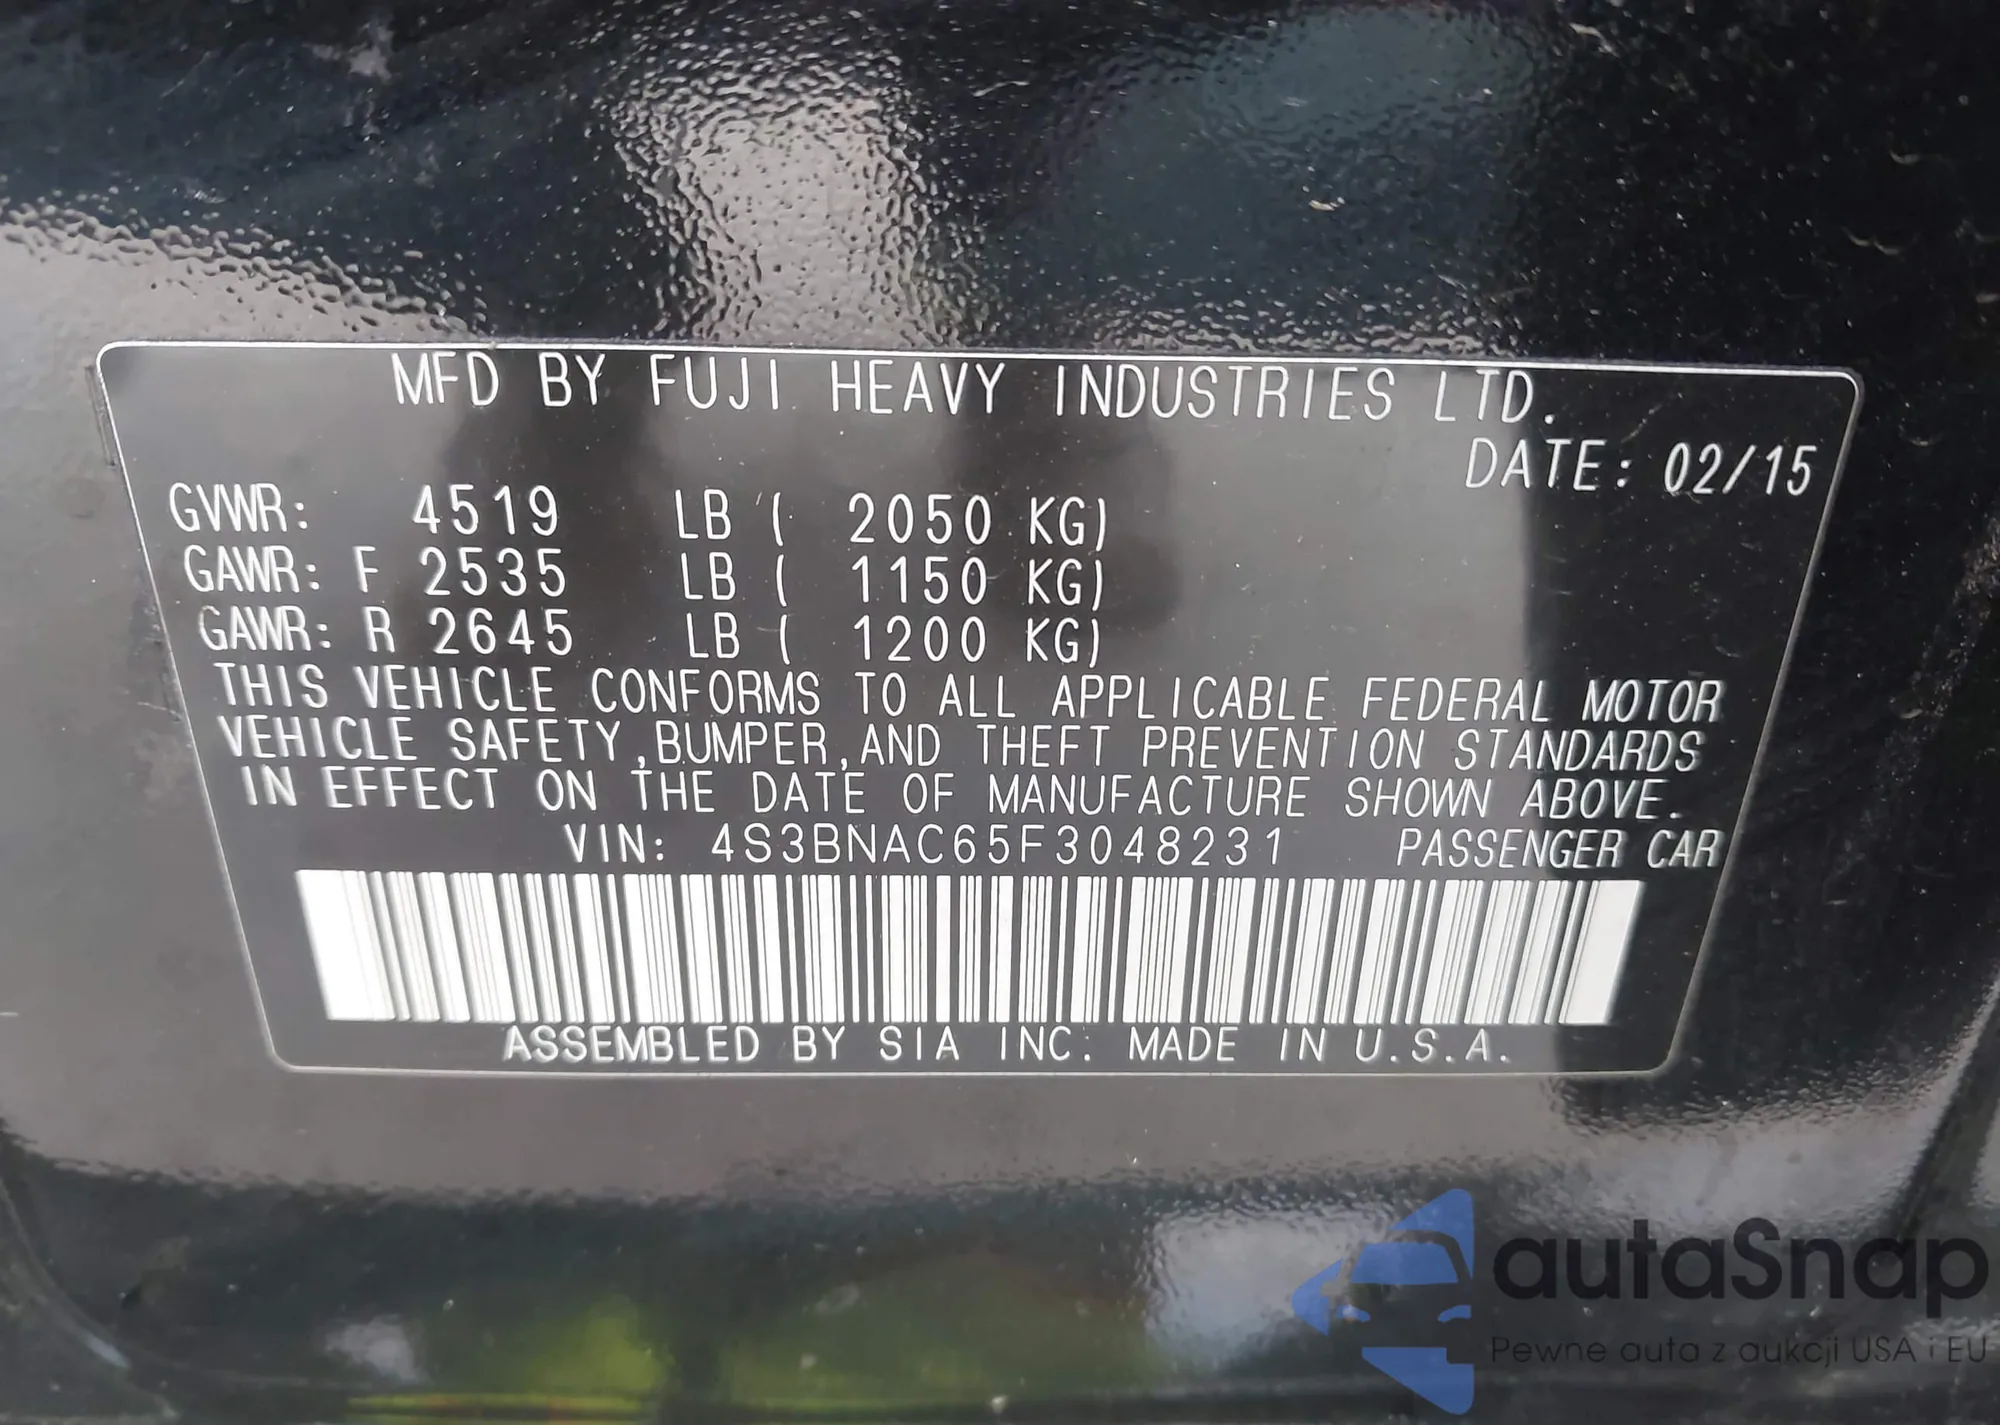 MFD BY FUJI HEAVY INDUSTRIES LTD.
DATE: 02/15
GVWR: 4519 LB ( 2050 KG)
GAWR: F 2535 LB ( 1150 KG)
GAWR: R 2645 LB ( 1200 KG)
THIS VEHICLE CONFORMS TO ALL APPLICABLE FEDERAL MOTOR
VEHICLE SAFETY,BUMPER,AND THEFT PREVENTION STANDARDS
IN EFFECT ON THE DATE OF MANUFACTURE SHOWN ABOVE.
VIN: 4S3BNAC65F3048231 PASSENGER CAR
ASSEMBLED BY SIA INC. MADE IN U.S.A.
autaSnap
Pewne auta z aukcji USA i EU